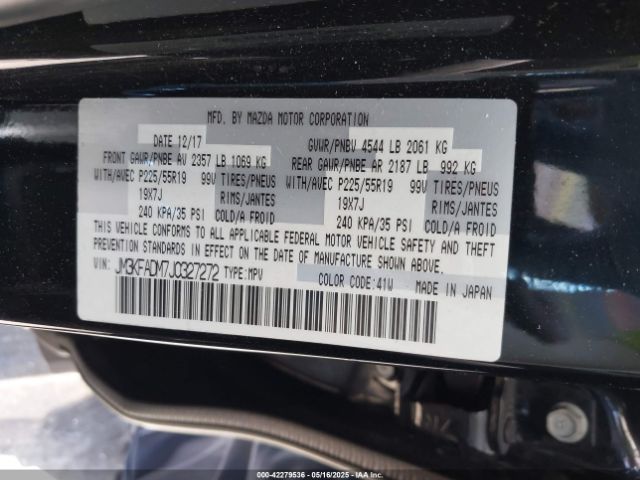 MFD. BY MAZDA MOTOR CORPORATION
DATE 12/17 GVWR/PNBV 4544 LB 2061 KG
FRONT GAWR/PNBE AV 2357 LB 1069 KG REAR GAWR/PNBE AR 2187 LB 992 KG
WITH/AVEC P225/55R19 99V TIRES/PNEUS WITH/AVEC P225/55R19 99V TIRES/PNEUS
19X7J RIMS/JANTES 19X7J RIMS/JANTES
240 KPA/35 PSI COLD/A FROID 240 KPA/35 PSI COLD/A FROID
THIS VEHICLE CONFORMS TO ALL APPLICABLE FEDERAL MOTOR VEHICLE SAFETY AND THEFT
PREVENTION STANDARDS IN EFFECT ON THE DATE OF MANUFACTURE SHOWN ABOVE.
VIN: JM3KFADM7J0327272 TYPE:MPV COLOR CODE:41W MADE IN JAPAN
000-42279536 - 05/16/2025 - IAAI.COM